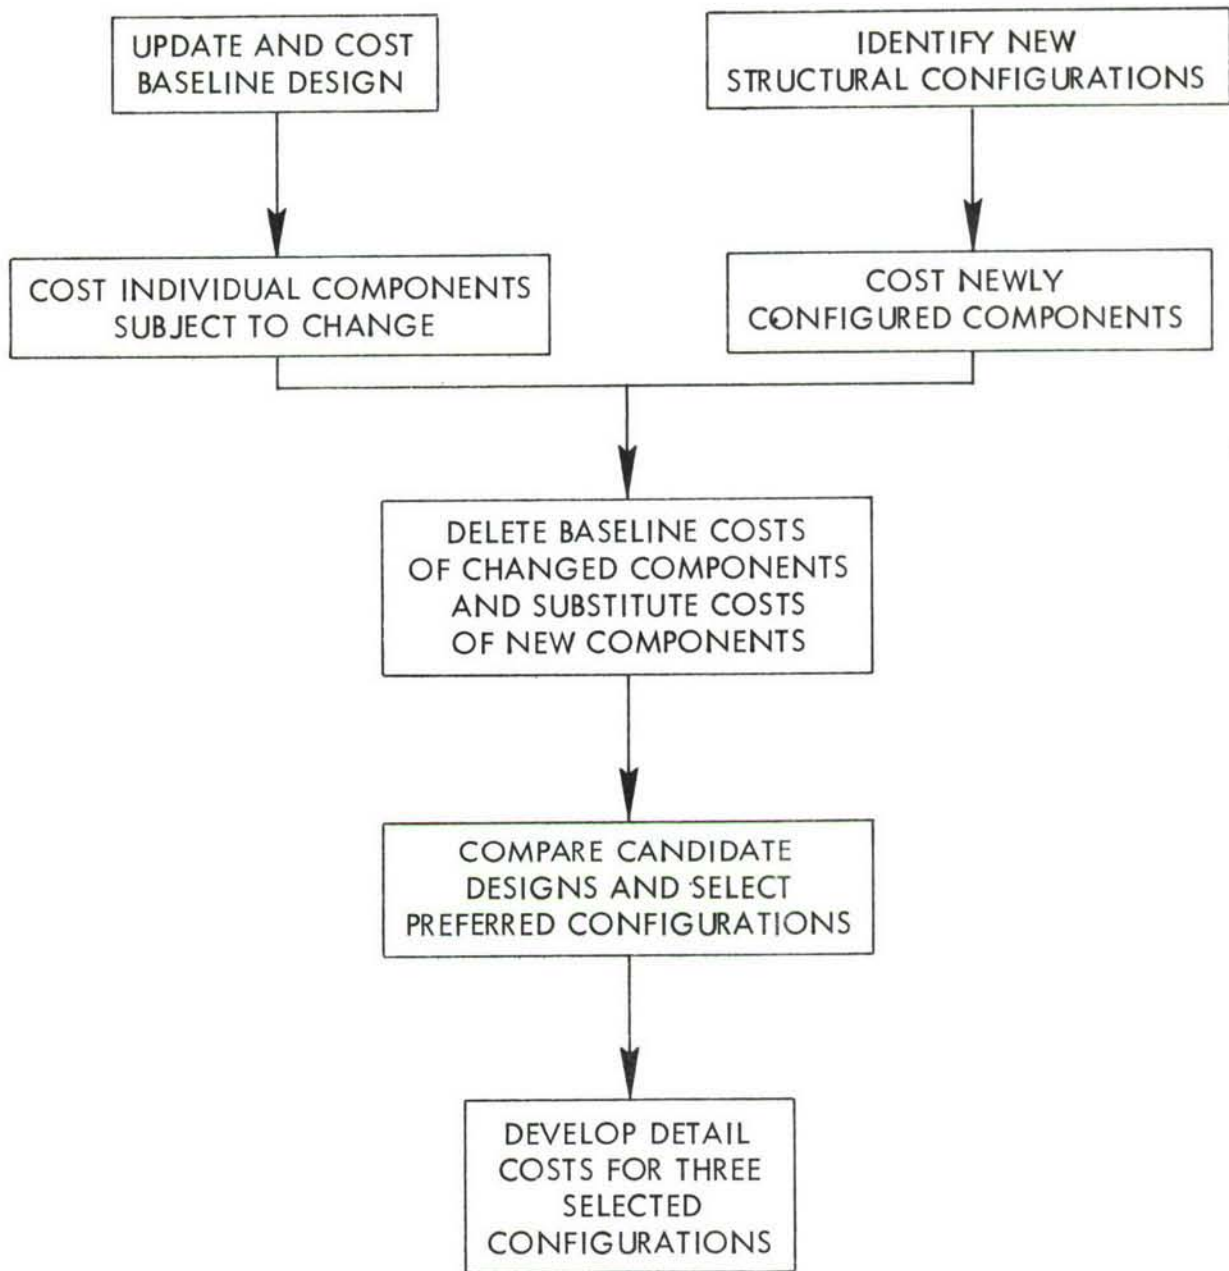 UPDATE AND COST
BASELINE DESIGN
IDENTIFY NEW
STRUCTURAL CONFIGURATIONS
COST INDIVIDUAL COMPONENTS
SUBJECT TO CHANGE
COST NEWLY
CONFIGURED COMPONENTS
DELETE BASELINE COSTS
OF CHANGED COMPONENTS
AND SUBSTITUTE COSTS
OF NEW COMPONENTS
COMPARE CANDIDATE
DESIGNS AND SELECT
PREFERRED CONFIGURATIONS
DEVELOP DETAIL
COSTS FOR THREE
SELECTED
CONFIGURATIONS